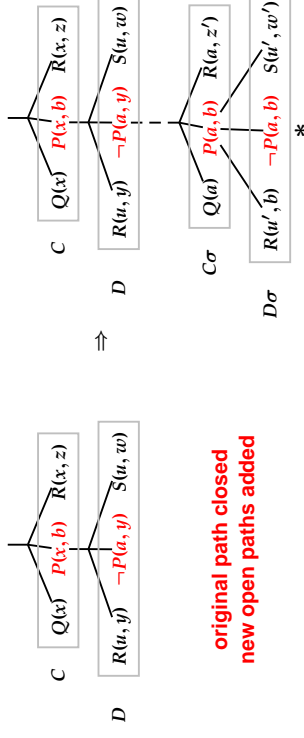 C Q(x) P(x, b) R(x, z)
D R(u, y) ¬P(a, y) S(u, w)
original path closed
new open paths added
⇒
C Q(x) P(x, b) R(x, z)
D R(u, y) ¬P(a, y) S(u, w)
Cσ Q(a) P(a, b) R(a, z′)
Dσ R(u′, b) ¬P(a, b) S(u′, w′)
*